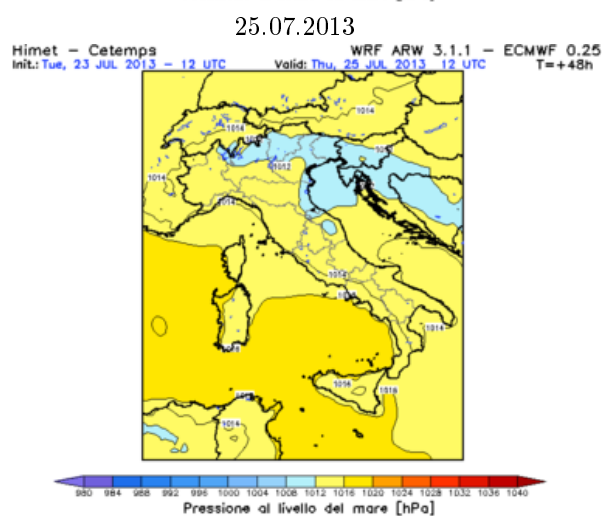 25.07.2013
Himet – Cetemps WRF ARW 3.1.1 – ECMWF 0.25
Init.: Tue, 23 JUL 2013 – 12 UTC Valid: Thu, 25 JUL 2013 12 UTC T=+48h
1014
1014
1012
1014
1014
1014
1014
1016
1016
1014
980 984 988 992 996 1000 1004 1008 1012 1016 1020 1024 1028 1032 1036 1040
Pressione al livello del mare [hPa]